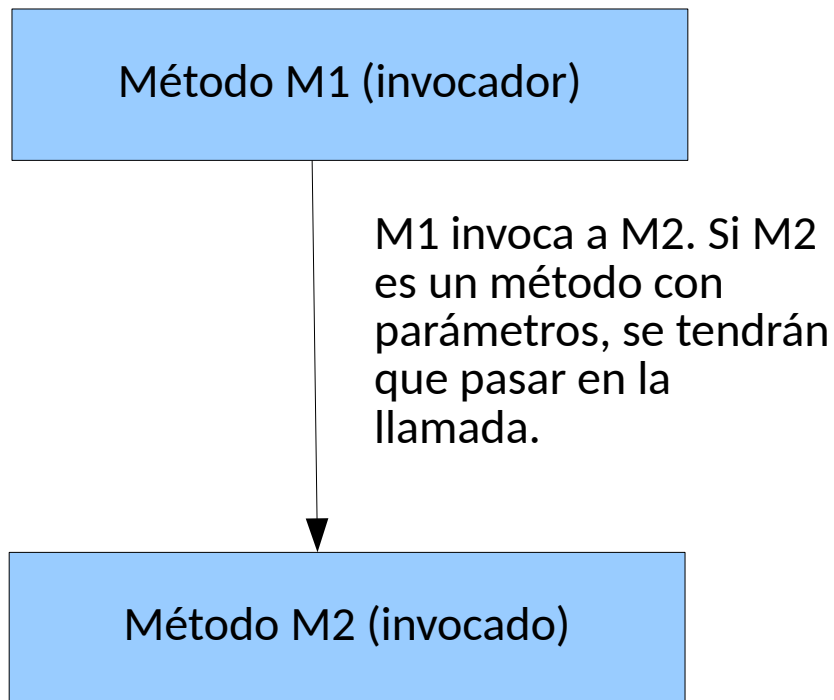 Método M1 (invocador)
M1 invoca a M2. Si M2
es un método con
parámetros, se tendrán
que pasar en la
llamada.
Método M2 (invocado)